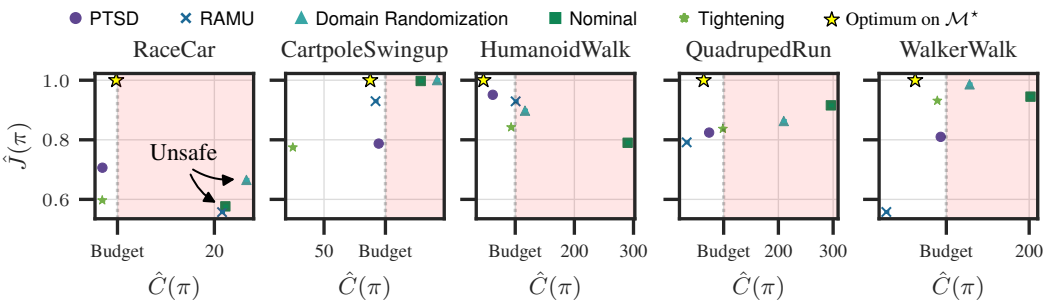 PTSD RAMU Domain Randomization Nominal Tightening Optimum on ℳ*
RaceCar CartpoleSwingup HumanoidWalk QuadrupedRun WalkerWalk
1.0
0.8
0.6
Ĵ(π)
Unsafe
Budget 20 50 Budget Budget 200 300 Budget 200 300 Budget 200
Ĉ(π) Ĉ(π) Ĉ(π) Ĉ(π) Ĉ(π)